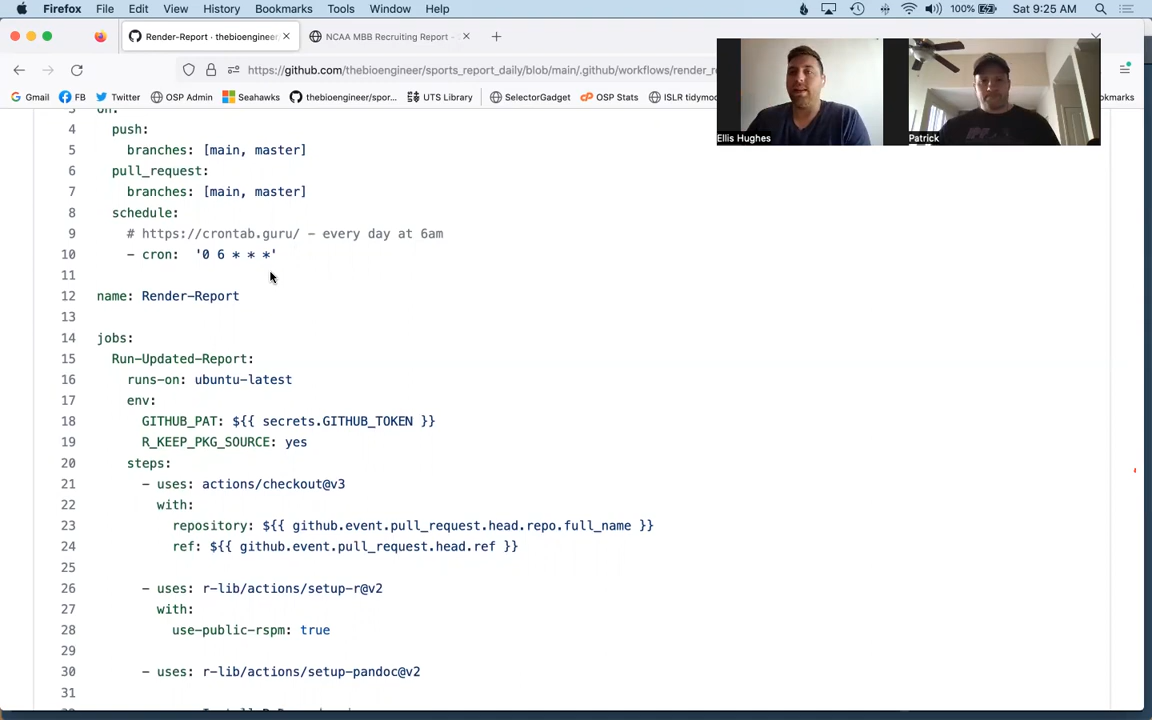 Firefox File Edit View History Bookmarks Tools Window Help 100% Sat 9:25 AM
Render-Report · thebioengineer NCAA MBB Recruiting Report -
https://github.com/thebioengineer/sports_report_daily/blob/main/.github/workflows/render_r
Gmail FB Twitter OSP Admin Seahawks thebioengineer/spor... UTS Library SelectorGadget OSP Stats ISLR tidymod
Ellis Hughes
Patrick
3 on:
4 push:
5 branches: [main, master]
6 pull_request:
7 branches: [main, master]
8 schedule:
9 # https://crontab.guru/ - every day at 6am
10 - cron: '0 6 * * *'
11
12 name: Render-Report
13
14 jobs:
15 Run-Updated-Report:
16 runs-on: ubuntu-latest
17 env:
18 GITHUB_PAT: ${{ secrets.GITHUB_TOKEN }}
19 R_KEEP_PKG_SOURCE: yes
20 steps:
21 - uses: actions/checkout@v3
22 with:
23 repository: ${{ github.event.pull_request.head.repo.full_name }}
24 ref: ${{ github.event.pull_request.head.ref }}
25
26 - uses: r-lib/actions/setup-r@v2
27 with:
28 use-public-rspm: true
29
30 - uses: r-lib/actions/setup-pandoc@v2
31